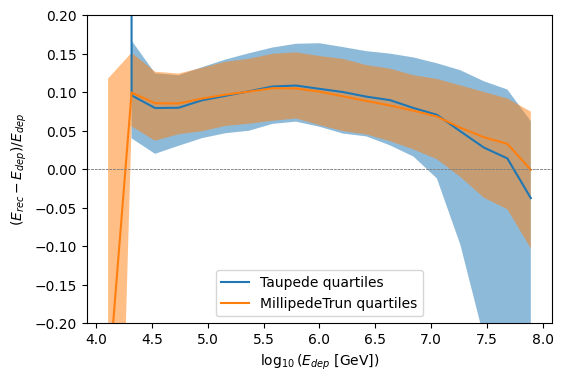 0.20
0.15
0.10
0.05
0.00
−0.05
−0.10
−0.15
−0.20
(E_rec − E_dep)/E_dep
Taupede quartiles
MillipedeTrun quartiles
4.0 4.5 5.0 5.5 6.0 6.5 7.0 7.5 8.0
log₁₀ (E_dep [GeV])